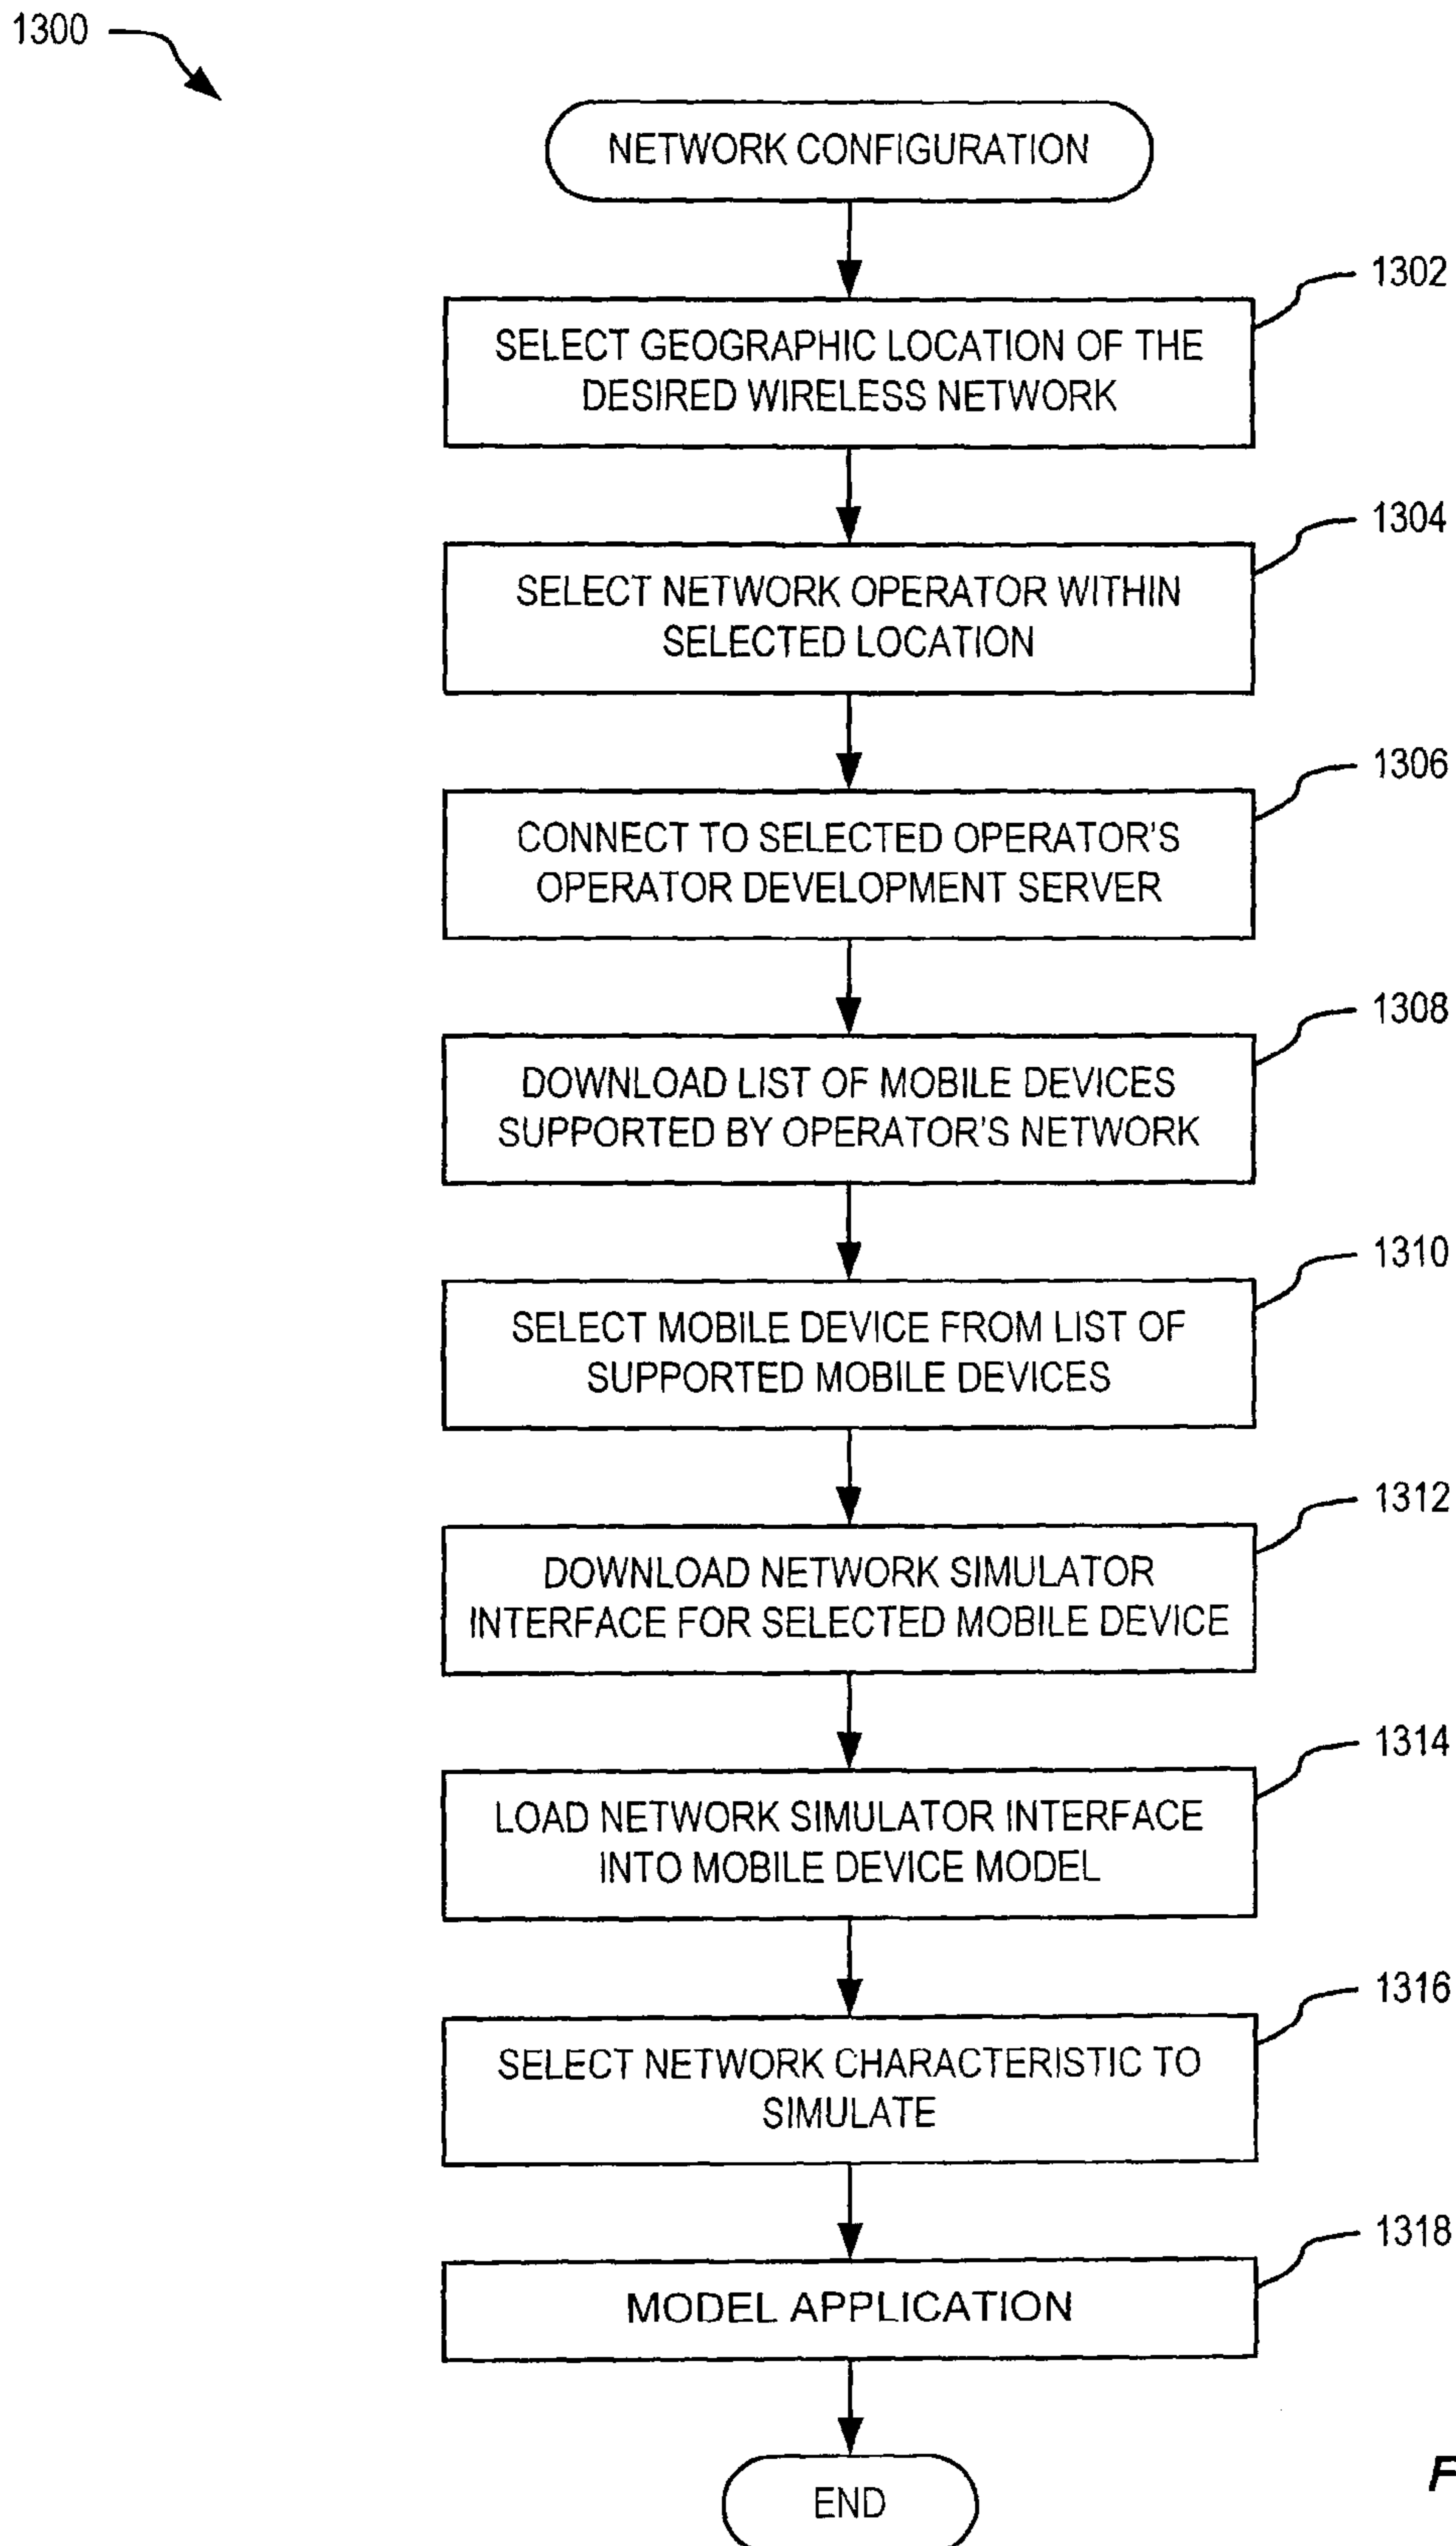 1300
NETWORK CONFIGURATION
1302
SELECT GEOGRAPHIC LOCATION OF THE
DESIRED WIRELESS NETWORK
1304
SELECT NETWORK OPERATOR WITHIN
SELECTED LOCATION
1306
CONNECT TO SELECTED OPERATOR'S
OPERATOR DEVELOPMENT SERVER
1308
DOWNLOAD LIST OF MOBILE DEVICES
SUPPORTED BY OPERATOR'S NETWORK
1310
SELECT MOBILE DEVICE FROM LIST OF
SUPPORTED MOBILE DEVICES
1312
DOWNLOAD NETWORK SIMULATOR
INTERFACE FOR SELECTED MOBILE DEVICE
1314
LOAD NETWORK SIMULATOR INTERFACE
INTO MOBILE DEVICE MODEL
1316
SELECT NETWORK CHARACTERISTIC TO
SIMULATE
1318
MODEL APPLICATION
END